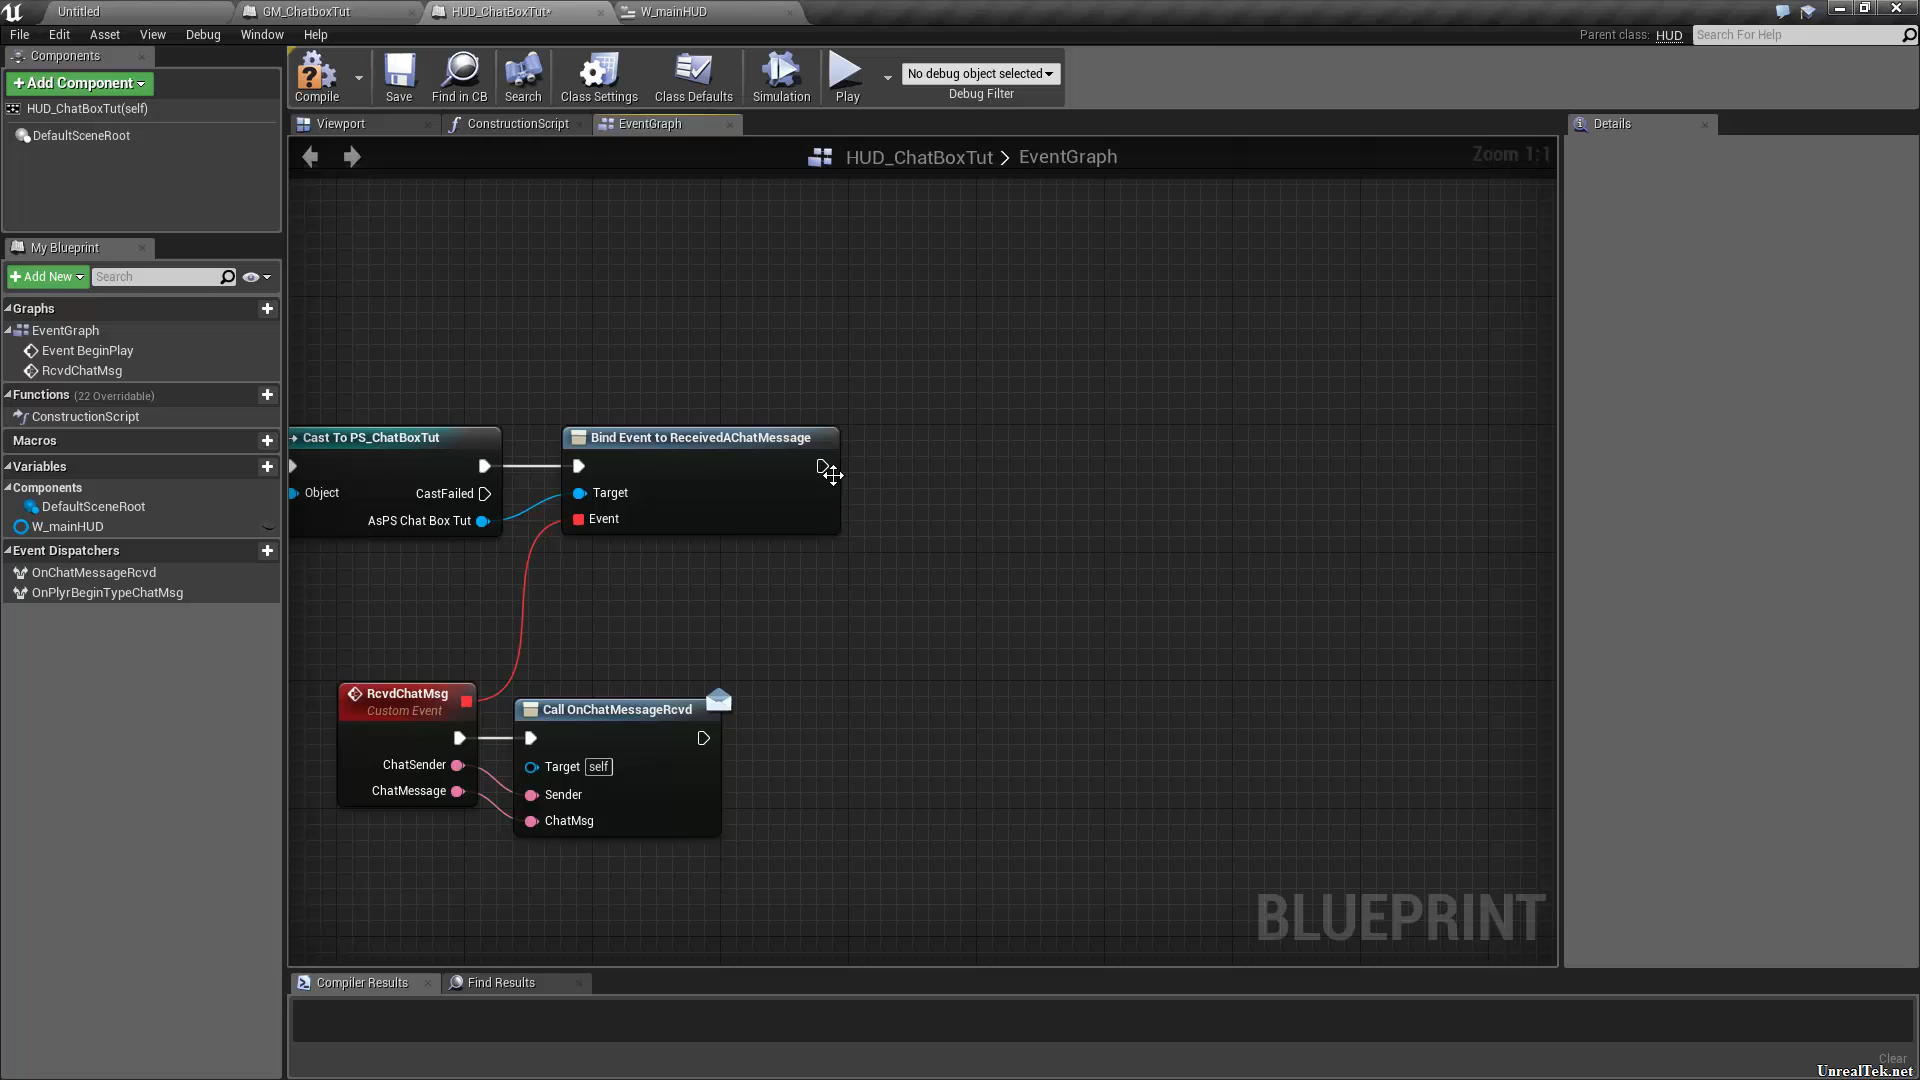 Untitled
GM_ChatboxTut
HUD_ChatBoxTut*
W_mainHUD
File Edit Asset View Debug Window Help
Parent class: HUD
Search For Help
Components
+Add Component
HUD_ChatBoxTut(self)
DefaultSceneRoot
Compile
Save
Find in CB
Search
Class Settings
Class Defaults
Simulation
Play
No debug object selected
Debug Filter
Viewport
ConstructionScript
EventGraph
Details
HUD_ChatBoxTut > EventGraph
Zoom 1:1
My Blueprint
+Add New
Search
Graphs
EventGraph
Event BeginPlay
RcvdChatMsg
Functions (22 Overridable)
ConstructionScript
Macros
Variables
Components
DefaultSceneRoot
W_mainHUD
Event Dispatchers
OnChatMessageRcvd
OnPlyrBeginTypeChatMsg
Cast To PS_ChatBoxTut
Object
CastFailed
AsPS Chat Box Tut
Bind Event to ReceivedAChatMessage
Target
Event
RcvdChatMsg
Custom Event
ChatSender
ChatMessage
Call OnChatMessageRcvd
Target self
Sender
ChatMsg
BLUEPRINT
Compiler Results
Find Results
Clear
UnrealTek.net